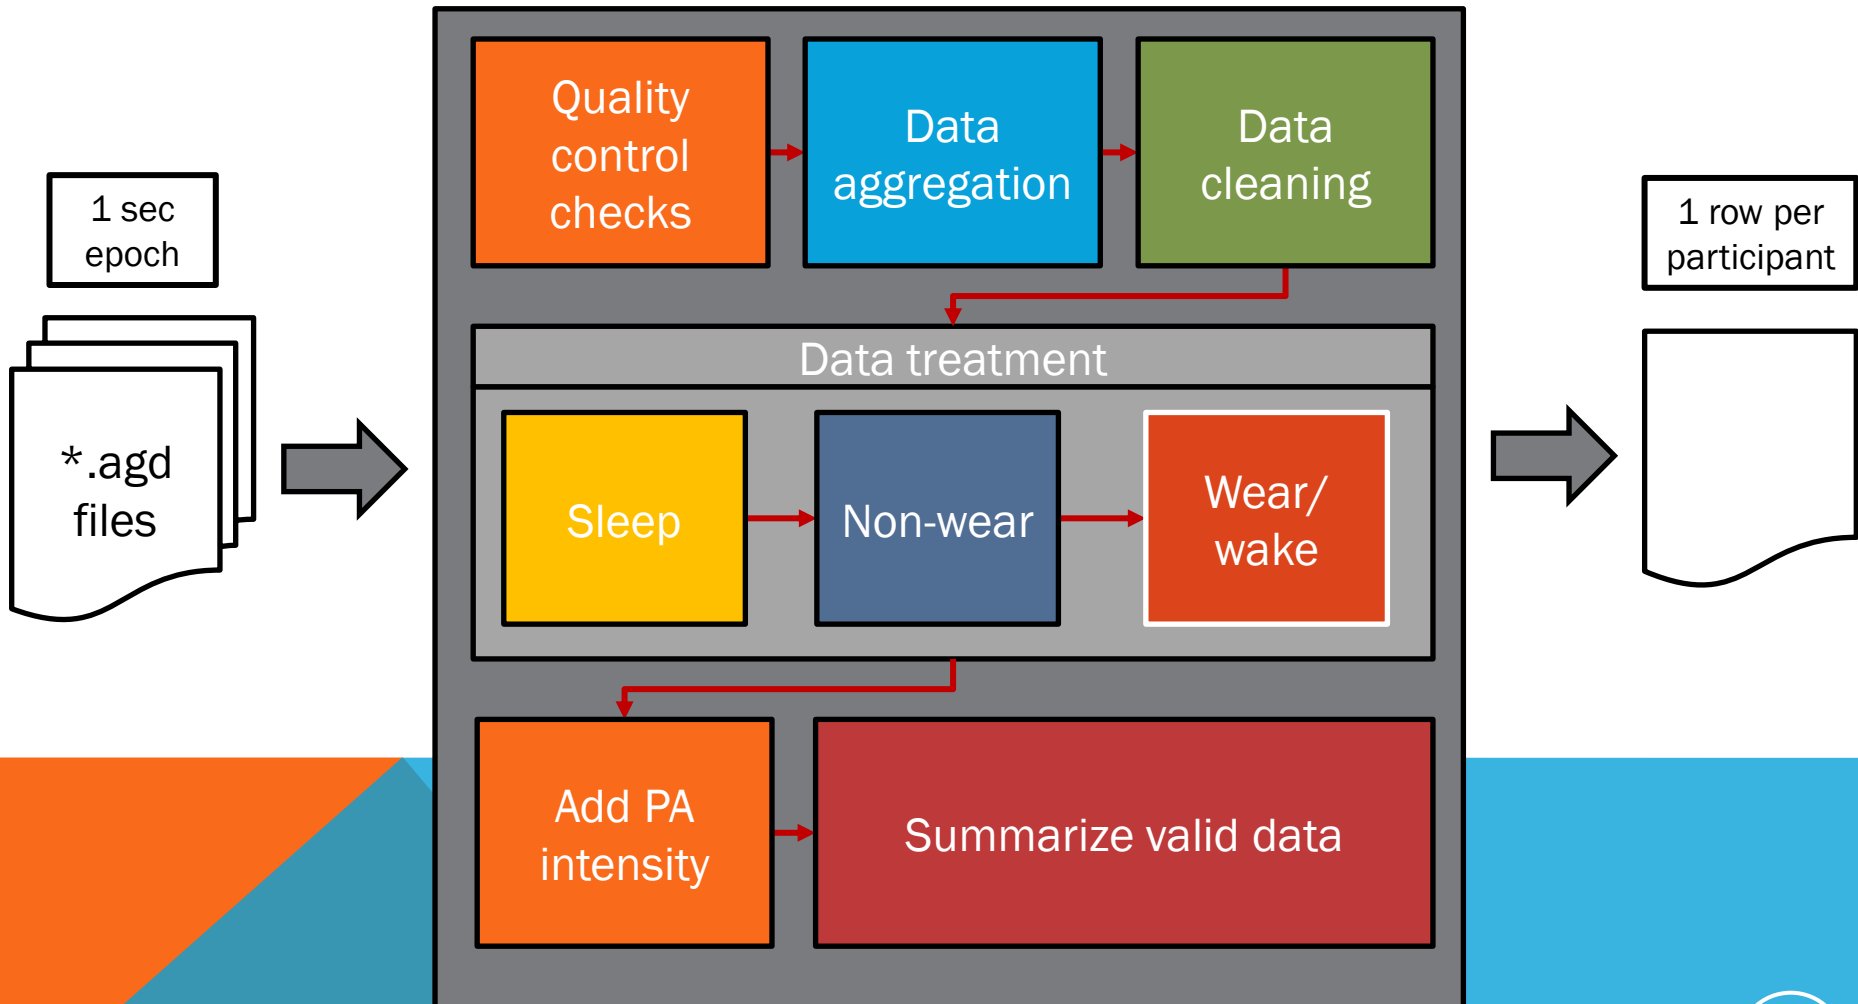 1 sec
epoch
*.agd
files
Quality
control
checks
Data
aggregation
Data
cleaning
Data treatment
Sleep
Non-wear
Wear/
wake
Add PA
intensity
Summarize valid data
1 row per
participant